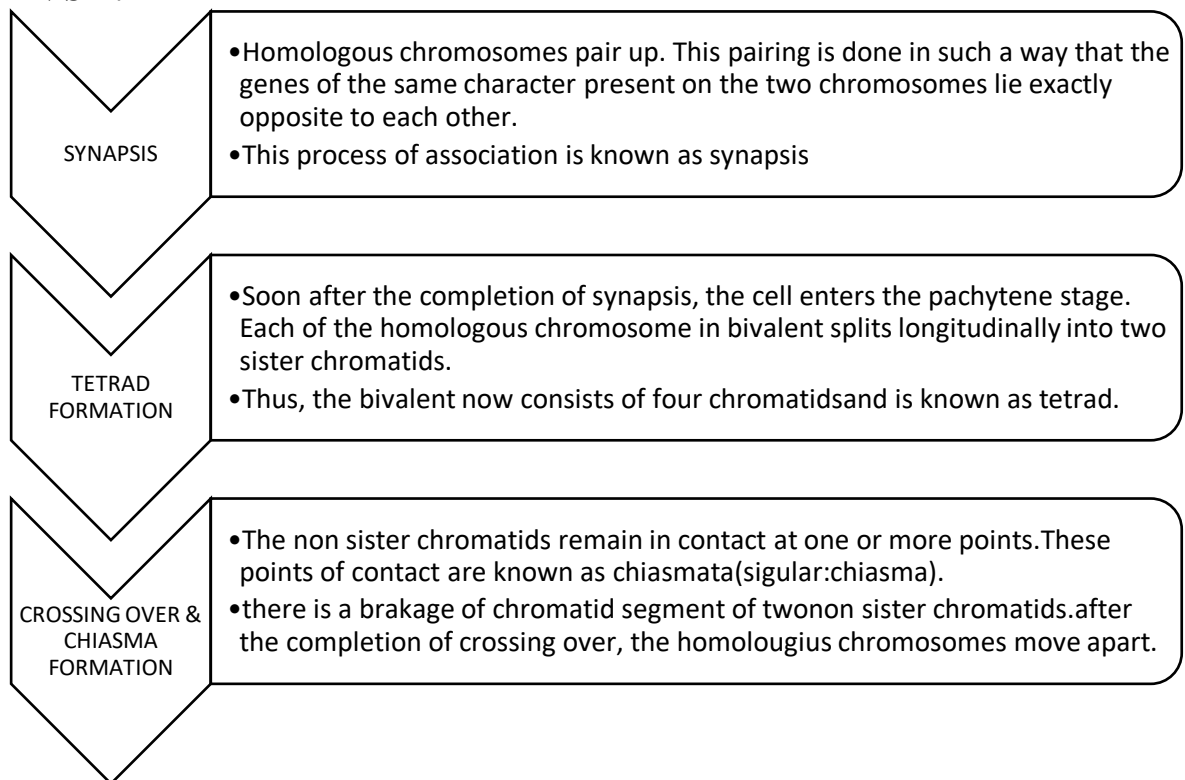 SYNAPSIS
•Homologous chromosomes pair up. This pairing is done in such a way that the
genes of the same character present on the two chromosomes lie exactly
opposite to each other.
•This process of association is known as synapsis
TETRAD
FORMATION
•Soon after the completion of synapsis, the cell enters the pachytene stage.
Each of the homologous chromosome in bivalent splits longitudinally into two
sister chromatids.
•Thus, the bivalent now consists of four chromatidsand is known as tetrad.
CROSSING OVER &
CHIASMA
FORMATION
•The non sister chromatids remain in contact at one or more points.These
points of contact are known as chiasmata(sigular:chiasma).
•there is a brakage of chromatid segment of twonon sister chromatids.after
the completion of crossing over, the homolougius chromosomes move apart.